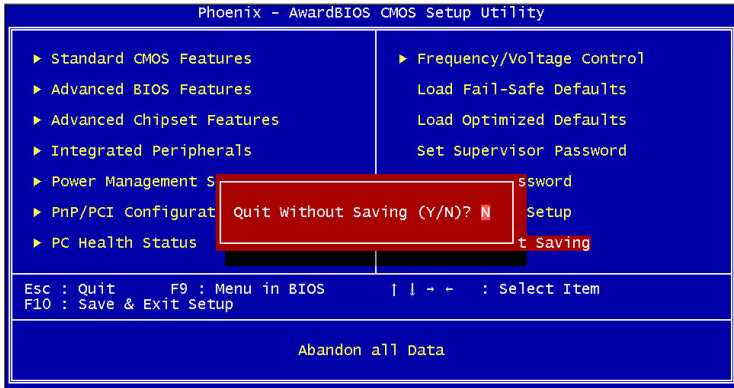 Phoenix - AwardBIOS CMOS Setup Utility
▶ Standard CMOS Features
▶ Advanced BIOS Features
▶ Advanced Chipset Features
▶ Integrated Peripherals
▶ Power Management S
▶ PnP/PCI Configurat
▶ PC Health Status
▶ Frequency/Voltage Control
Load Fail-Safe Defaults
Load Optimized Defaults
Set Supervisor Password
ssword
Setup
t Saving
Quit Without Saving (Y/N)? N
Esc : Quit F9 : Menu in BIOS ↑ ↓ → ← : Select Item
F10 : Save & Exit Setup
Abandon all Data